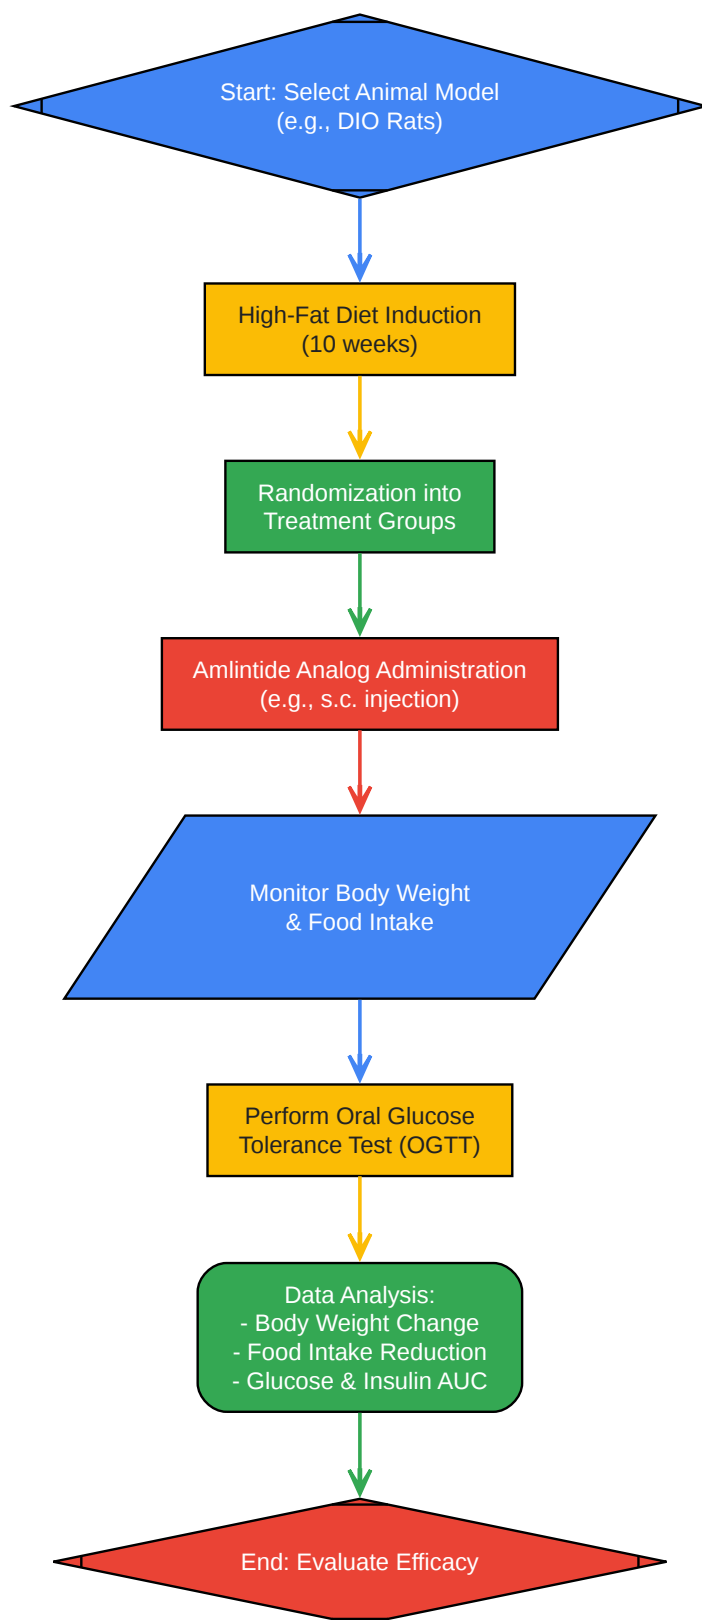 Start: Select Animal Model
(e.g., DIO Rats)
High-Fat Diet Induction
(10 weeks)
Randomization into
Treatment Groups
Amlintide Analog Administration
(e.g., s.c. injection)
Monitor Body Weight
& Food Intake
Perform Oral Glucose
Tolerance Test (OGTT)
Data Analysis:
- Body Weight Change
- Food Intake Reduction
- Glucose & Insulin AUC
End: Evaluate Efficacy